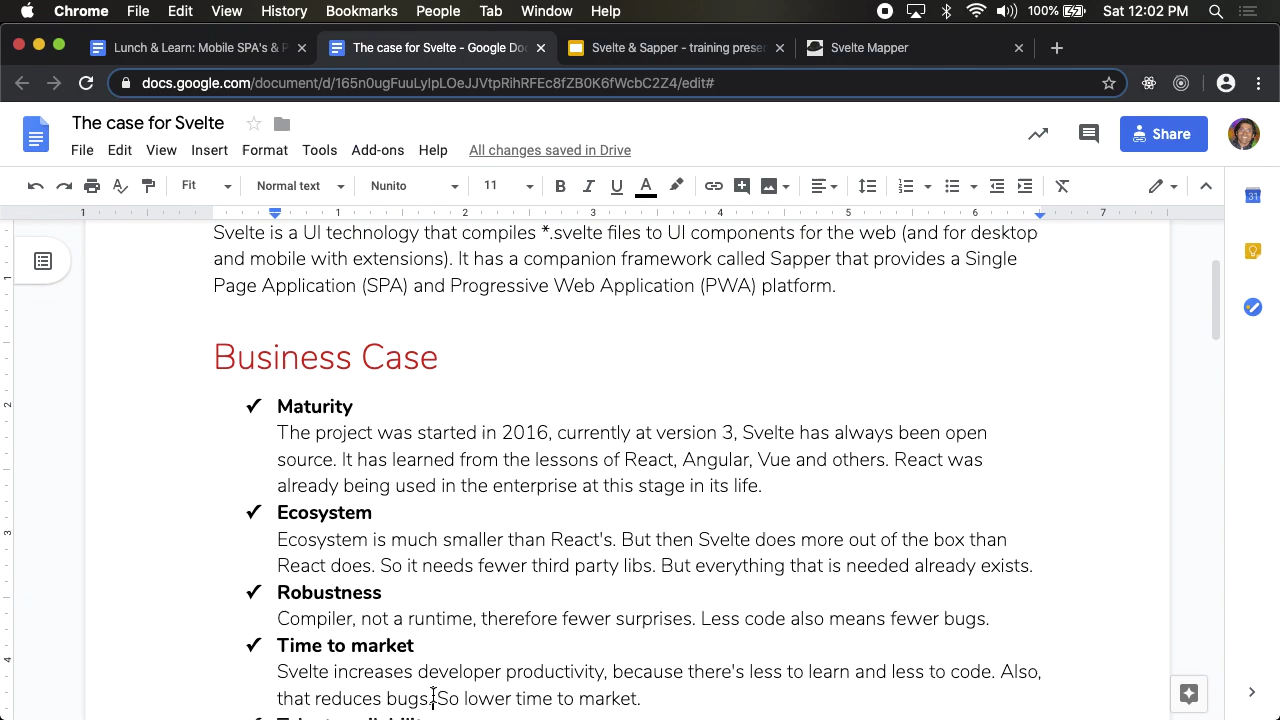 Chrome File Edit View History Bookmarks People Tab Window Help 100% Sat 12:02 PM
Lunch & Learn: Mobile SPA's & P
The case for Svelte - Google Do
Svelte & Sapper - training prese
Svelte Mapper
docs.google.com/document/d/165n0ugFuuLyIpLOeJJVtpRihRFEc8fZB0K6fWcbC2Z4/edit#
The case for Svelte
File Edit View Insert Format Tools Add-ons Help All changes saved in Drive
Share
Fit Normal text Nunito 11
1 1 2 3 4 5 6 7
31
Svelte is a UI technology that compiles *.svelte files to UI components for the web (and for desktop
and mobile with extensions). It has a companion framework called Sapper that provides a Single
Page Application (SPA) and Progressive Web Application (PWA) platform.
Business Case
✓ Maturity
The project was started in 2016, currently at version 3, Svelte has always been open
source. It has learned from the lessons of React, Angular, Vue and others. React was
already being used in the enterprise at this stage in its life.
✓ Ecosystem
Ecosystem is much smaller than React's. But then Svelte does more out of the box than
React does. So it needs fewer third party libs. But everything that is needed already exists.
✓ Robustness
Compiler, not a runtime, therefore fewer surprises. Less code also means fewer bugs.
✓ Time to market
Svelte increases developer productivity, because there's less to learn and less to code. Also,
that reduces bugs. So lower time to market.